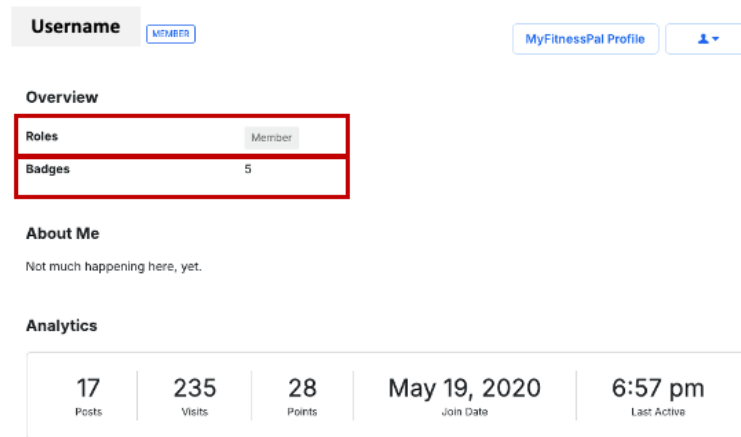 Username MEMBER
MyFitnessPal Profile
Overview
Roles Member
Badges 5
About Me
Not much happening here, yet.
Analytics
17 235 28 May 19, 2020 6:57 pm
Posts Visits Points Join Date Last Active